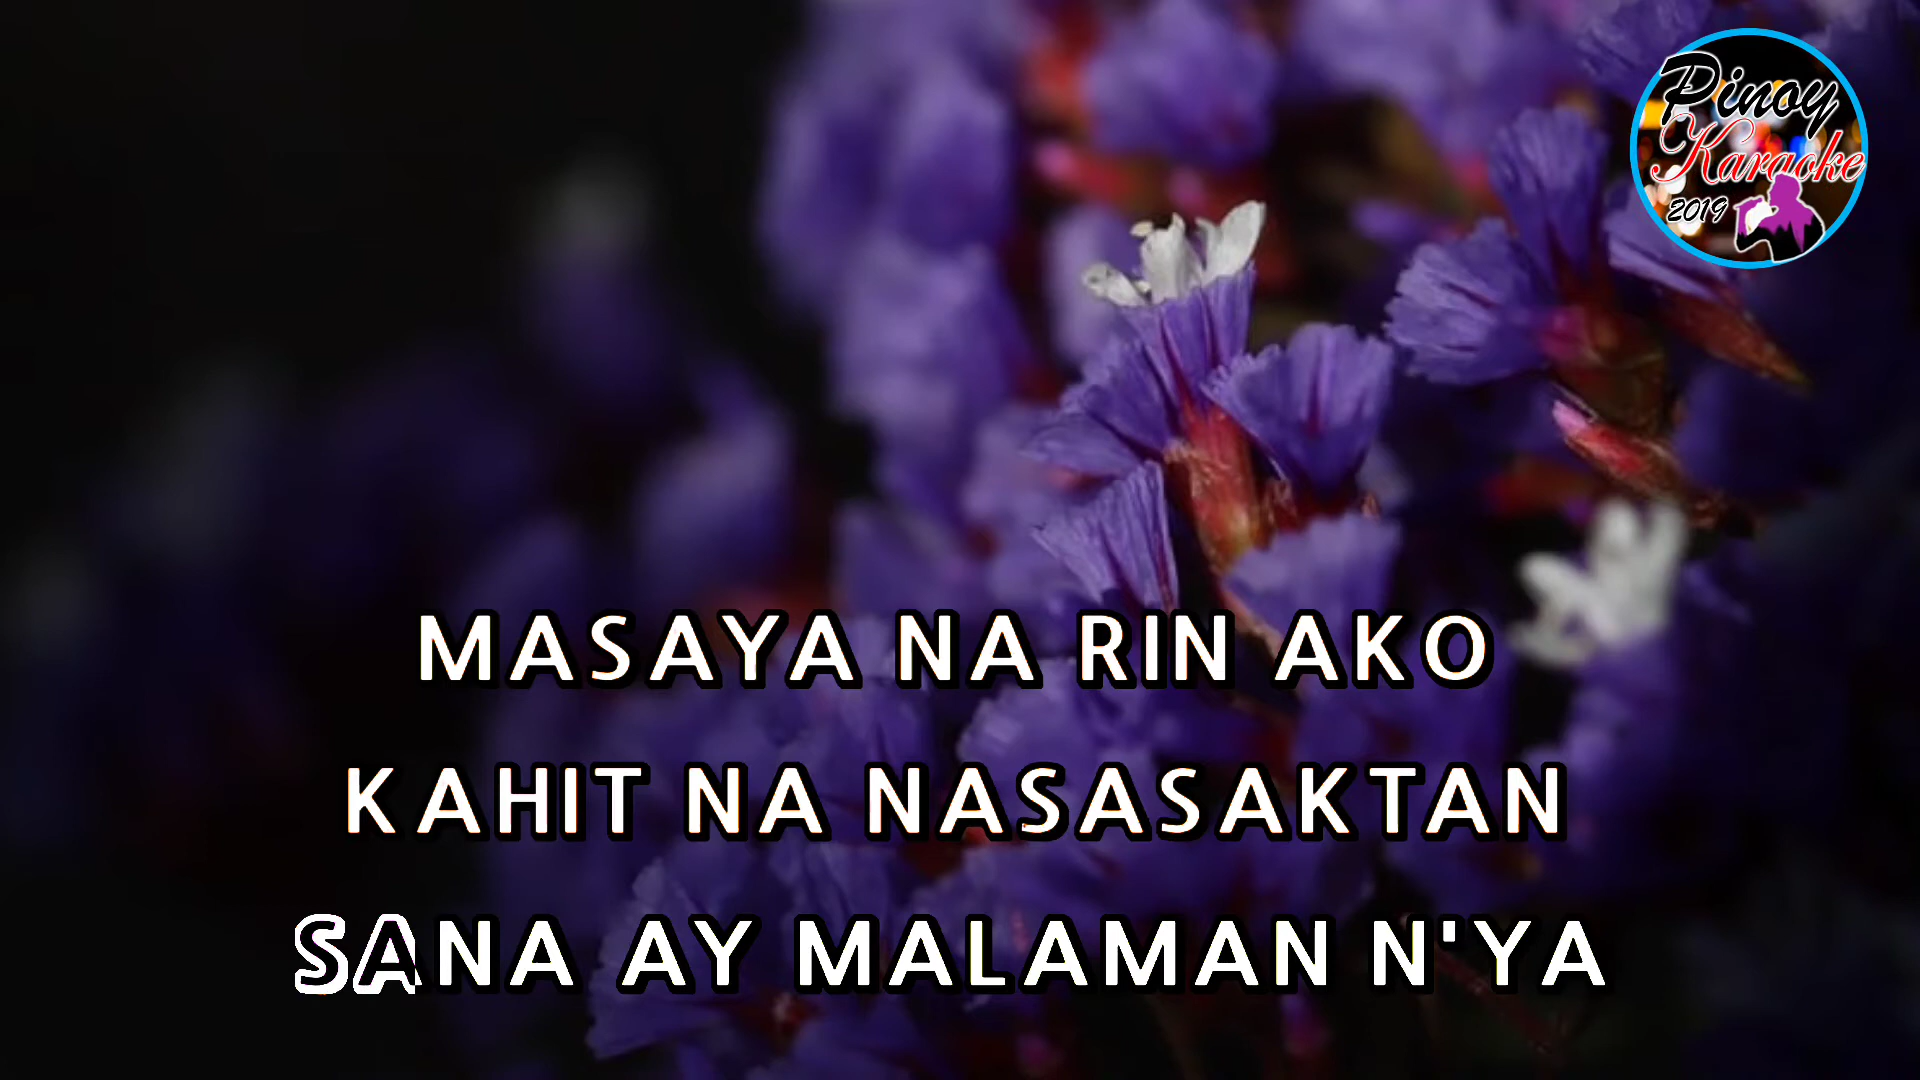 Pinoy
Karaoke
2019
MASAYA NA RIN AKO
KAHIT NA NASASAKTAN
SANA AY MALAMAN N'YA